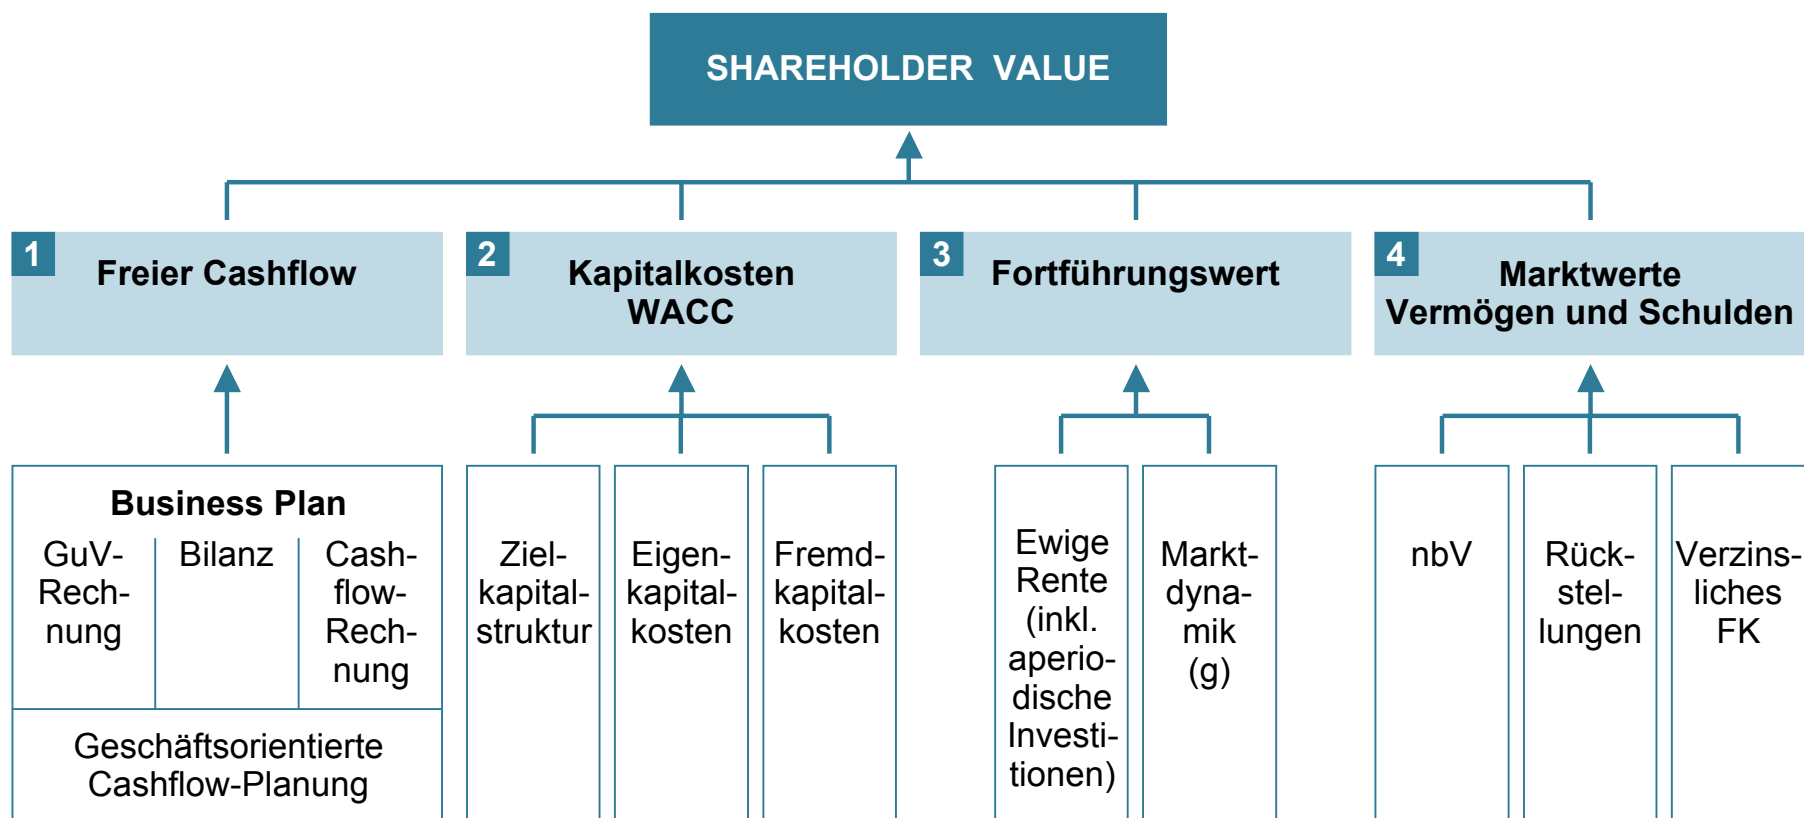 SHAREHOLDER VALUE
1
Freier Cashflow
2
Kapitalkosten
WACC
3
Fortführungswert
4
Marktwerte
Vermögen und Schulden
Business Plan
GuV-
Rech-
nung
Bilanz
Cash-
flow-
Rech-
nung
Geschäftsorientierte
Cashflow-Planung
Ziel-
kapital-
struktur
Eigen-
kapital-
kosten
Fremd-
kapital-
kosten
Ewige
Rente
(inkl.
aperio-
dische
Investi-
tionen)
Markt-
dyna-
mik
(g)
nbV
Rück-
stel-
lungen
Verzins-
liches
FK